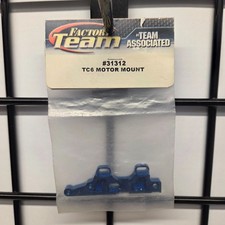 FACTORY
Team
TEAM
ASSOCIATED
#31312
TC6 MOTOR MOUNT